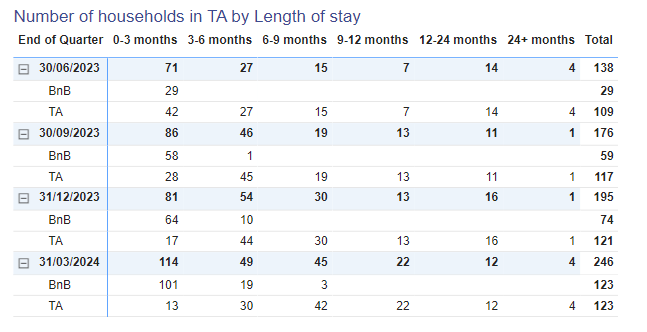 Number of households in TA by Length of stay
End of Quarter 0-3 months 3-6 months 6-9 months 9-12 months 12-24 months 24+ months Total
30/06/2023 71 27 15 7 14 4 138
BnB 29 29
TA 42 27 15 7 14 4 109
30/09/2023 86 46 19 13 11 1 176
BnB 58 1 59
TA 28 45 19 13 11 1 117
31/12/2023 81 54 30 13 16 1 195
BnB 64 10 74
TA 17 44 30 13 16 1 121
31/03/2024 114 49 45 22 12 4 246
BnB 101 19 3 123
TA 13 30 42 22 12 4 123